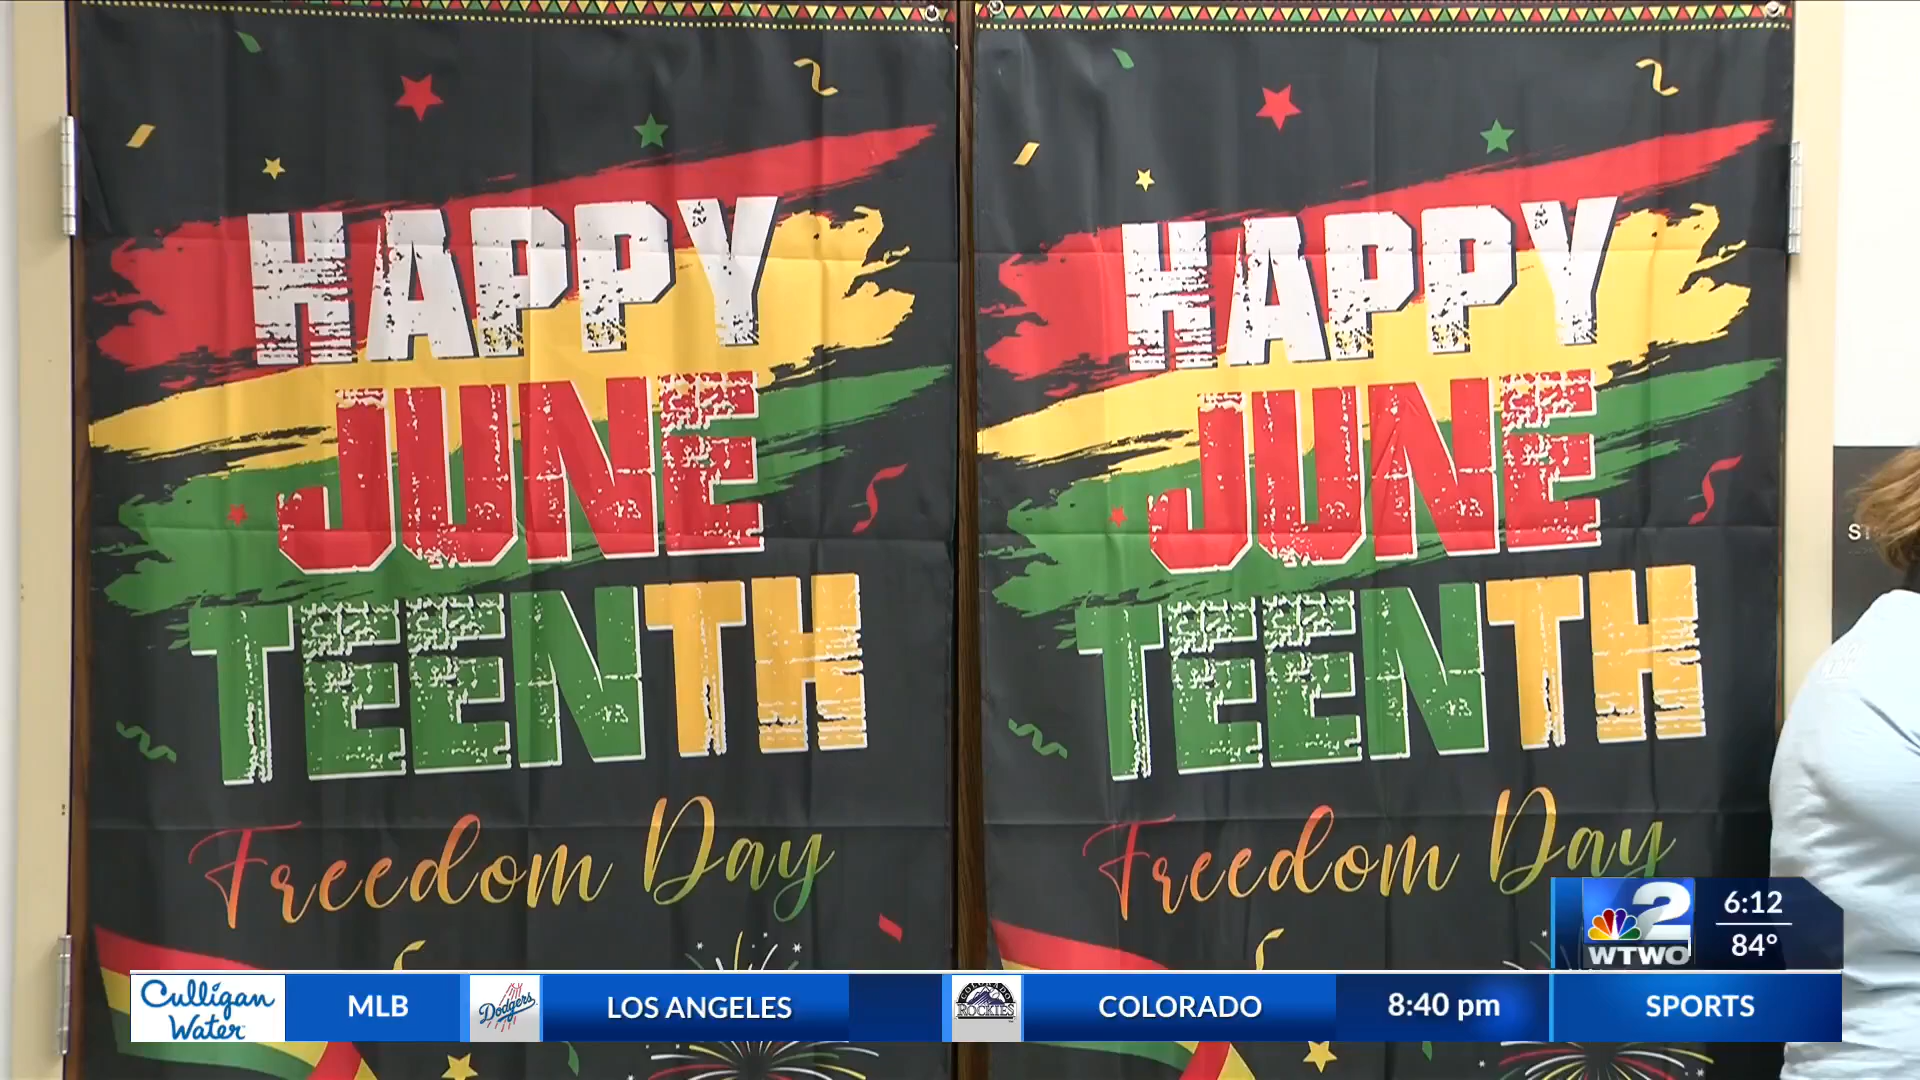 HAPPY
JUNE
TEENTH
Freedom Day
HAPPY
JUNE
TEENTH
Freedom Day
2
WTWO
6:12
84°
Culligan
Water
MLB
Dodgers
LOS ANGELES
COLORADO
ROCKIES
COLORADO
8:40 pm
SPORTS